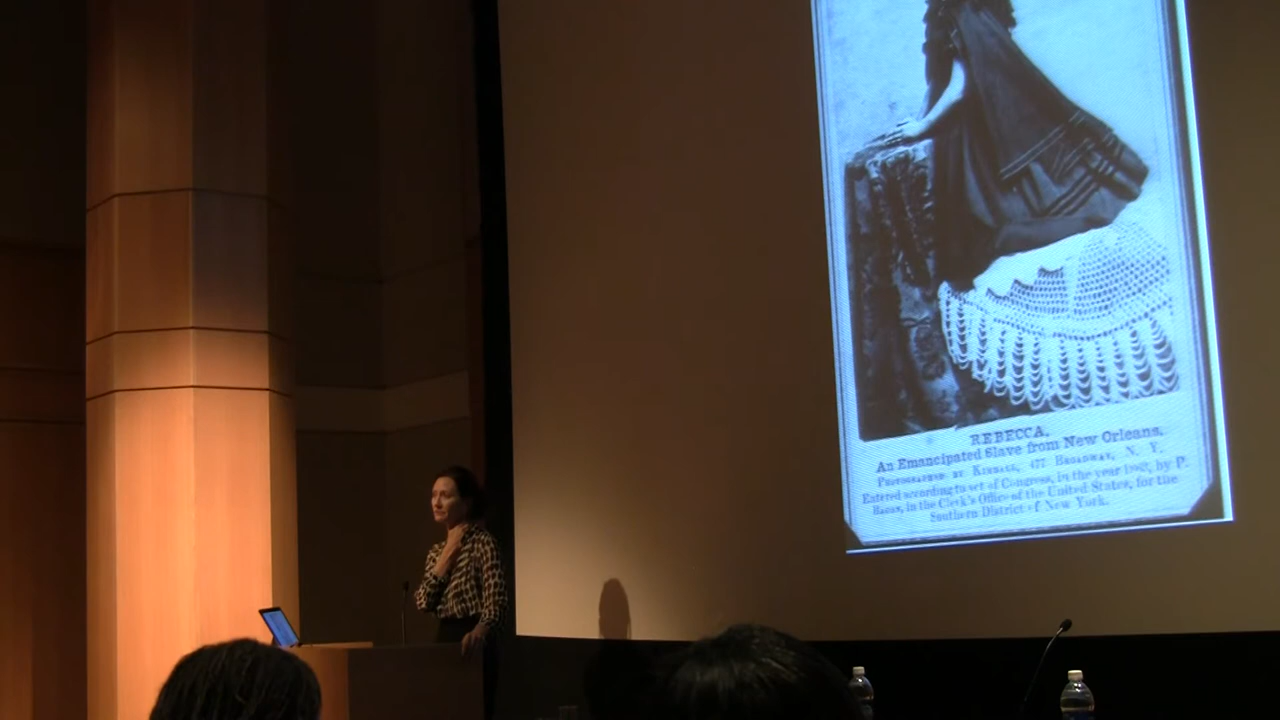 REBECCA.
An Emancipated Slave from New Orleans.
PHOTOGRAPHED BY KIMBALL, 477 BROADWAY, N. Y.
Entered according to act of Congress, in the year 1863, by P.
BACON, in the Clerk's Office of the United States, for the
Southern District of New York.